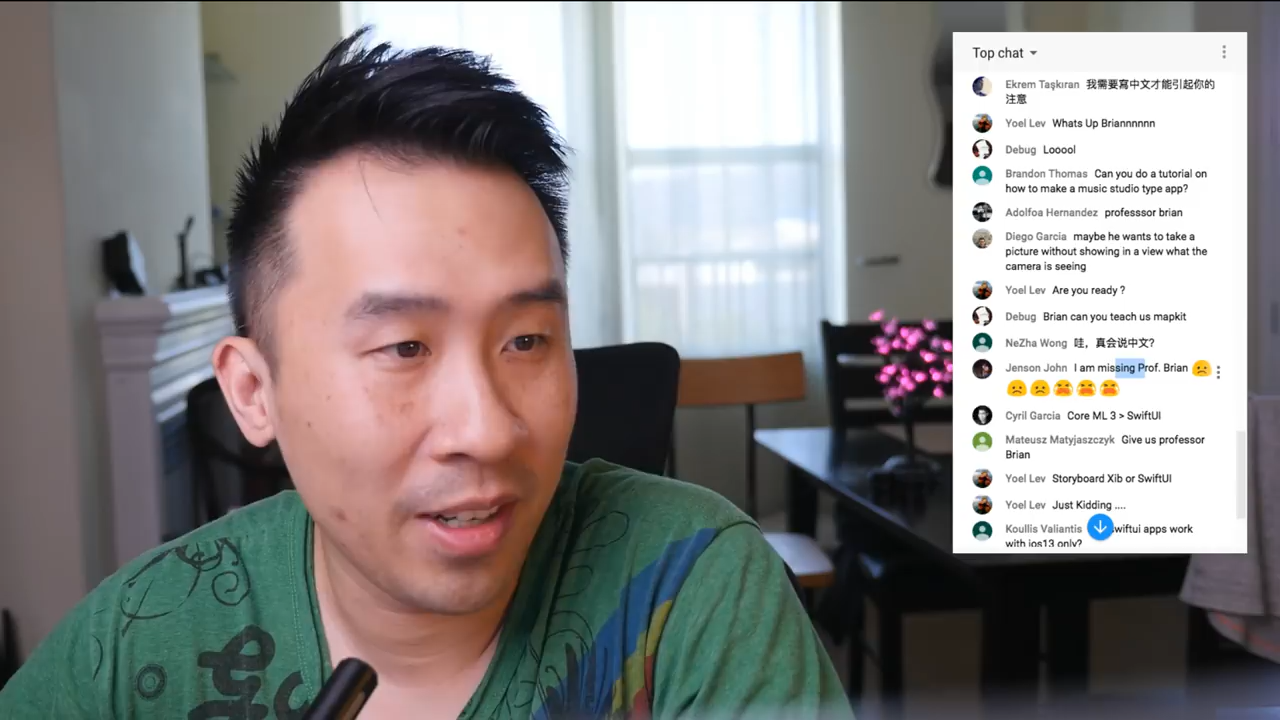 Top chat
Ekrem Taşkıran 我需要寫中文才能引起你的
注意
Yoel Lev Whats Up Briannnnnn
Debug Looool
Brandon Thomas Can you do a tutorial on
how to make a music studio type app?
Adolfoa Hernandez professsor brian
Diego Garcia maybe he wants to take a
picture without showing in a view what the
camera is seeing
Yoel Lev Are you ready ?
Debug Brian can you teach us mapkit
NeZha Wong 哇，真会说中文?
Jenson John I am missing Prof. Brian ☹️
☹️☹️😫😫😫
Cyril Garcia Core ML 3 > SwiftUI
Mateusz Matyjaszczyk Give us professor
Brian
Yoel Lev Storyboard Xib or SwiftUI
Yoel Lev Just Kidding ....
Koullis Valiantis wiftui apps work
with ios13 only?